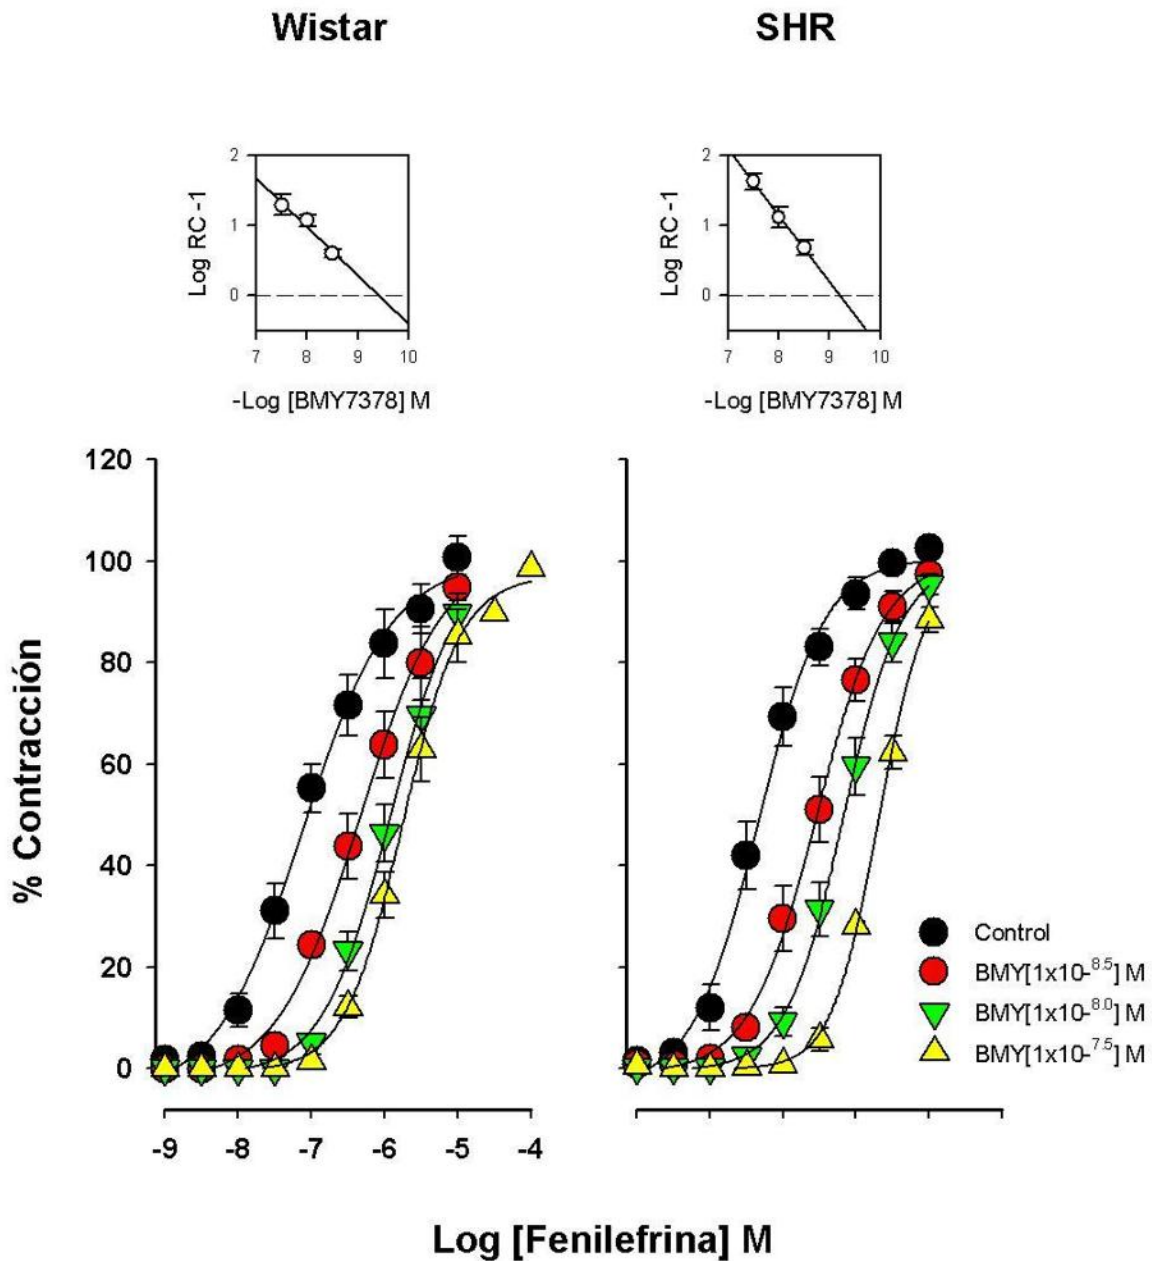 Wistar
SHR
2
1
0
Log RC -1
7 8 9 10
-Log [BMY7378] M
2
1
0
Log RC -1
7 8 9 10
-Log [BMY7378] M
120
100
80
60
40
20
0
% Contracción
-9 -8 -7 -6 -5 -4
Control
BMY[1x10-8.5] M
BMY[1x10-8.0] M
BMY[1x10-7.5] M
Log [Fenilefrina] M